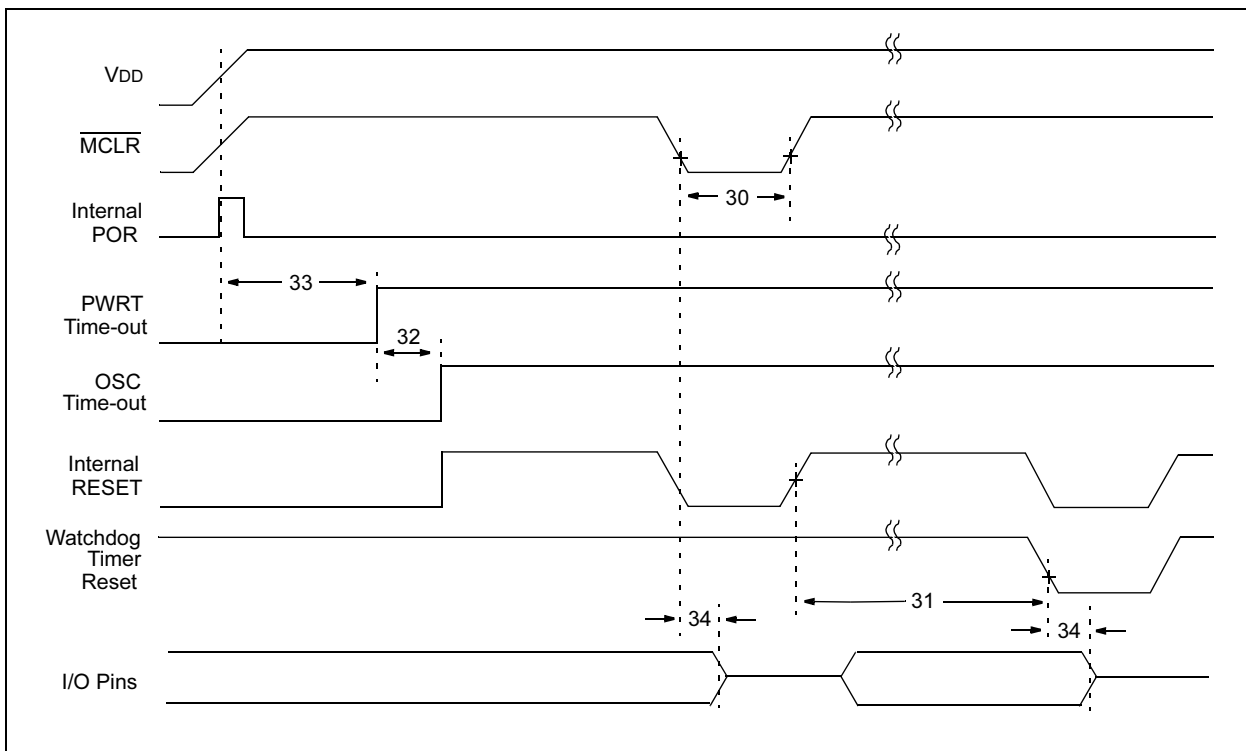 VDD
MCLR
30
Internal
POR
33
PWRT
Time-out
32
OSC
Time-out
Internal
RESET
Watchdog
Timer
Reset
31
34
34
I/O Pins